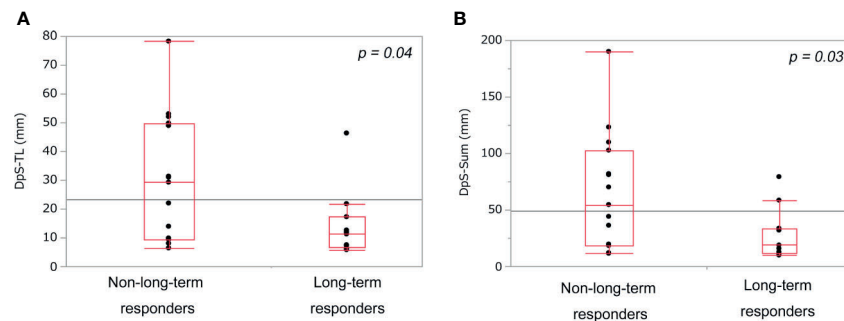 A
80
70
60
50
40
30
20
10
0
DpS-TL (mm)
p = 0.04
Non-long-term
responders
Long-term
responders
B
200
150
100
50
0
DpS-Sum (mm)
p = 0.03
Non-long-term
responders
Long-term
responders